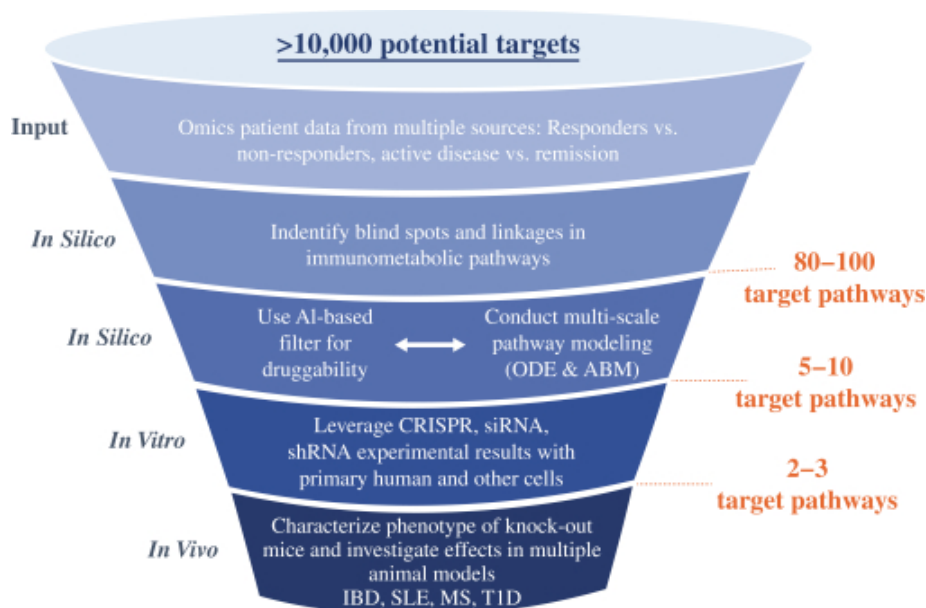 >10,000 potential targets
Input
Omics patient data from multiple sources: Responders vs.
non-responders, active disease vs. remission
In Silico
Indentify blind spots and linkages in
immunometabolic pathways
80–100
target pathways
In Silico
Use AI-based
filter for
druggability
Conduct multi-scale
pathway modeling
(ODE & ABM)
5–10
target pathways
In Vitro
Leverage CRISPR, siRNA,
shRNA experimental results with
primary human and other cells
2–3
target pathways
In Vivo
Characterize phenotype of knock-out
mice and investigate effects in multiple
animal models
IBD, SLE, MS, T1D